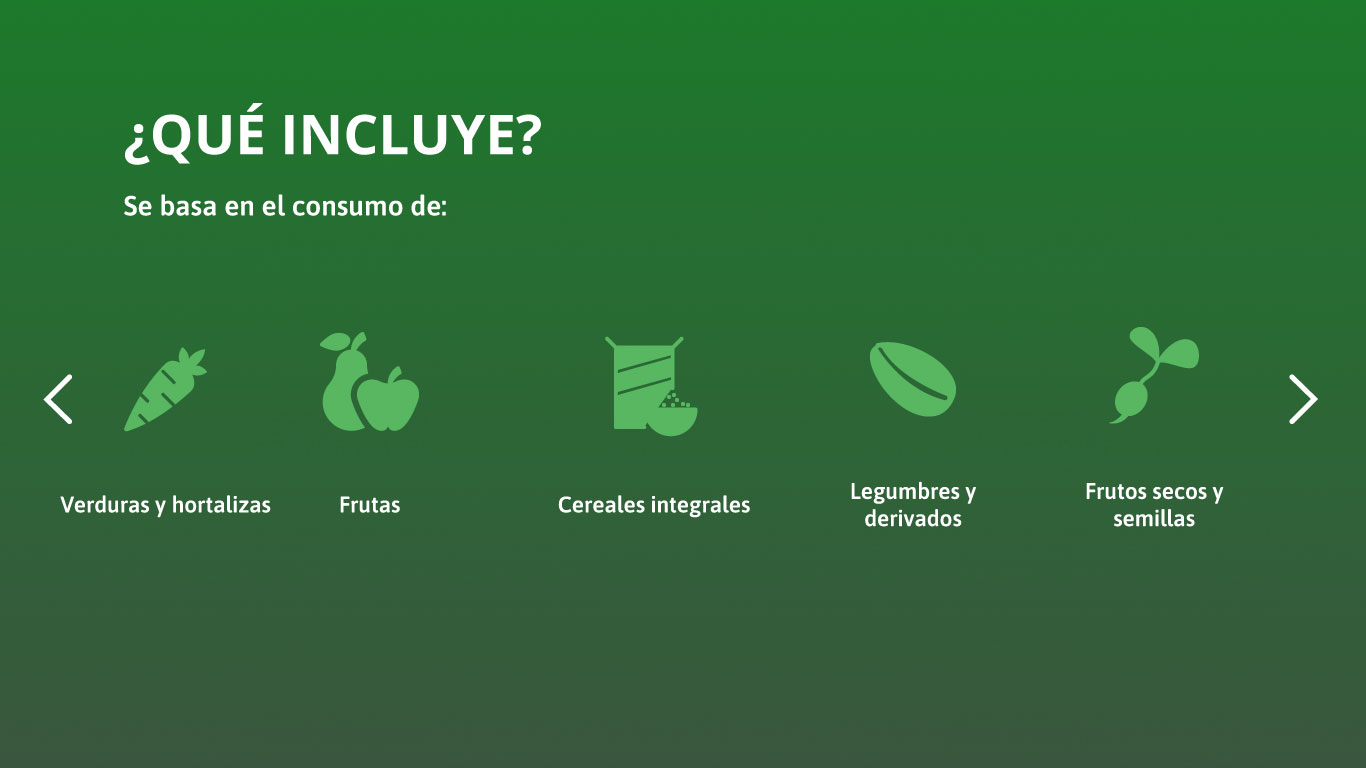 ¿QUÉ INCLUYE?
Se basa en el consumo de:
Verduras y hortalizas
Frutas
Cereales integrales
Legumbres y
derivados
Frutos secos y
semillas